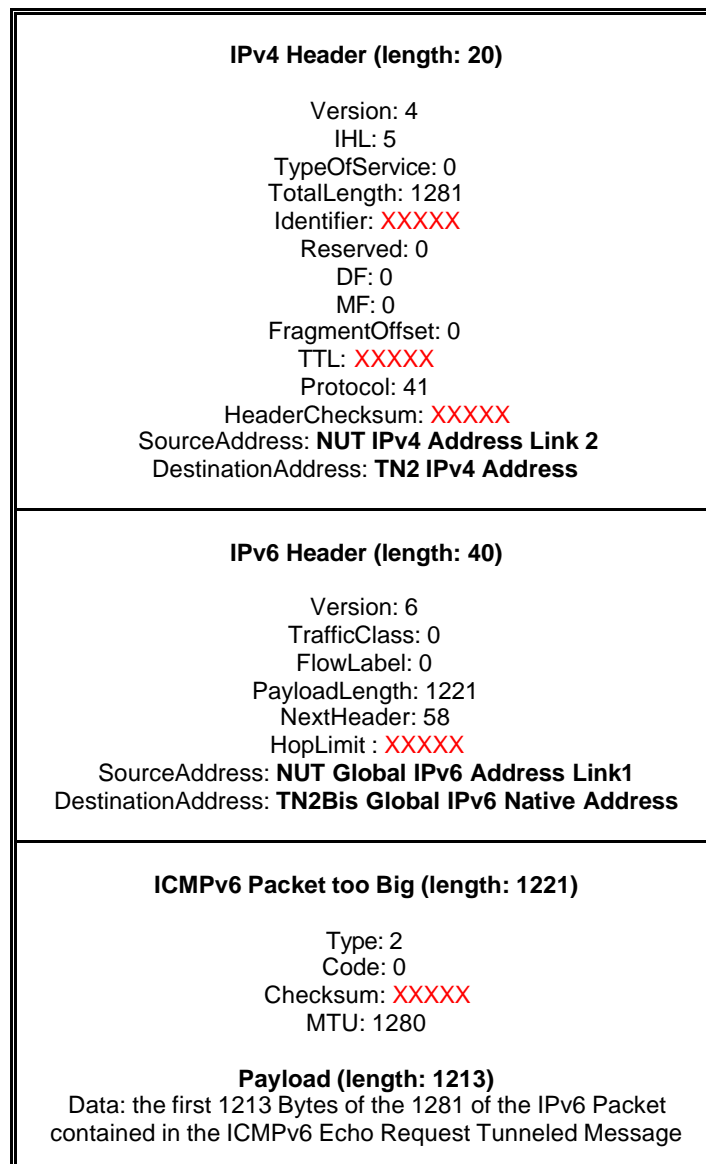 IPv4 Header (length: 20)
Version: 4
IHL: 5
TypeOfService: 0
TotalLength: 1281
Identifier: XXXXX
Reserved: 0
DF: 0
MF: 0
FragmentOffset: 0
TTL: XXXXX
Protocol: 41
HeaderChecksum: XXXXX
SourceAddress: NUT IPv4 Address Link 2
DestinationAddress: TN2 IPv4 Address
IPv6 Header (length: 40)
Version: 6
TrafficClass: 0
FlowLabel: 0
PayloadLength: 1221
NextHeader: 58
HopLimit : XXXXX
SourceAddress: NUT Global IPv6 Address Link1
DestinationAddress: TN2Bis Global IPv6 Native Address
ICMPv6 Packet too Big (length: 1221)
Type: 2
Code: 0
Checksum: XXXXX
MTU: 1280
Payload (length: 1213)
Data: the first 1213 Bytes of the 1281 of the IPv6 Packet
contained in the ICMPv6 Echo Request Tunneled Message